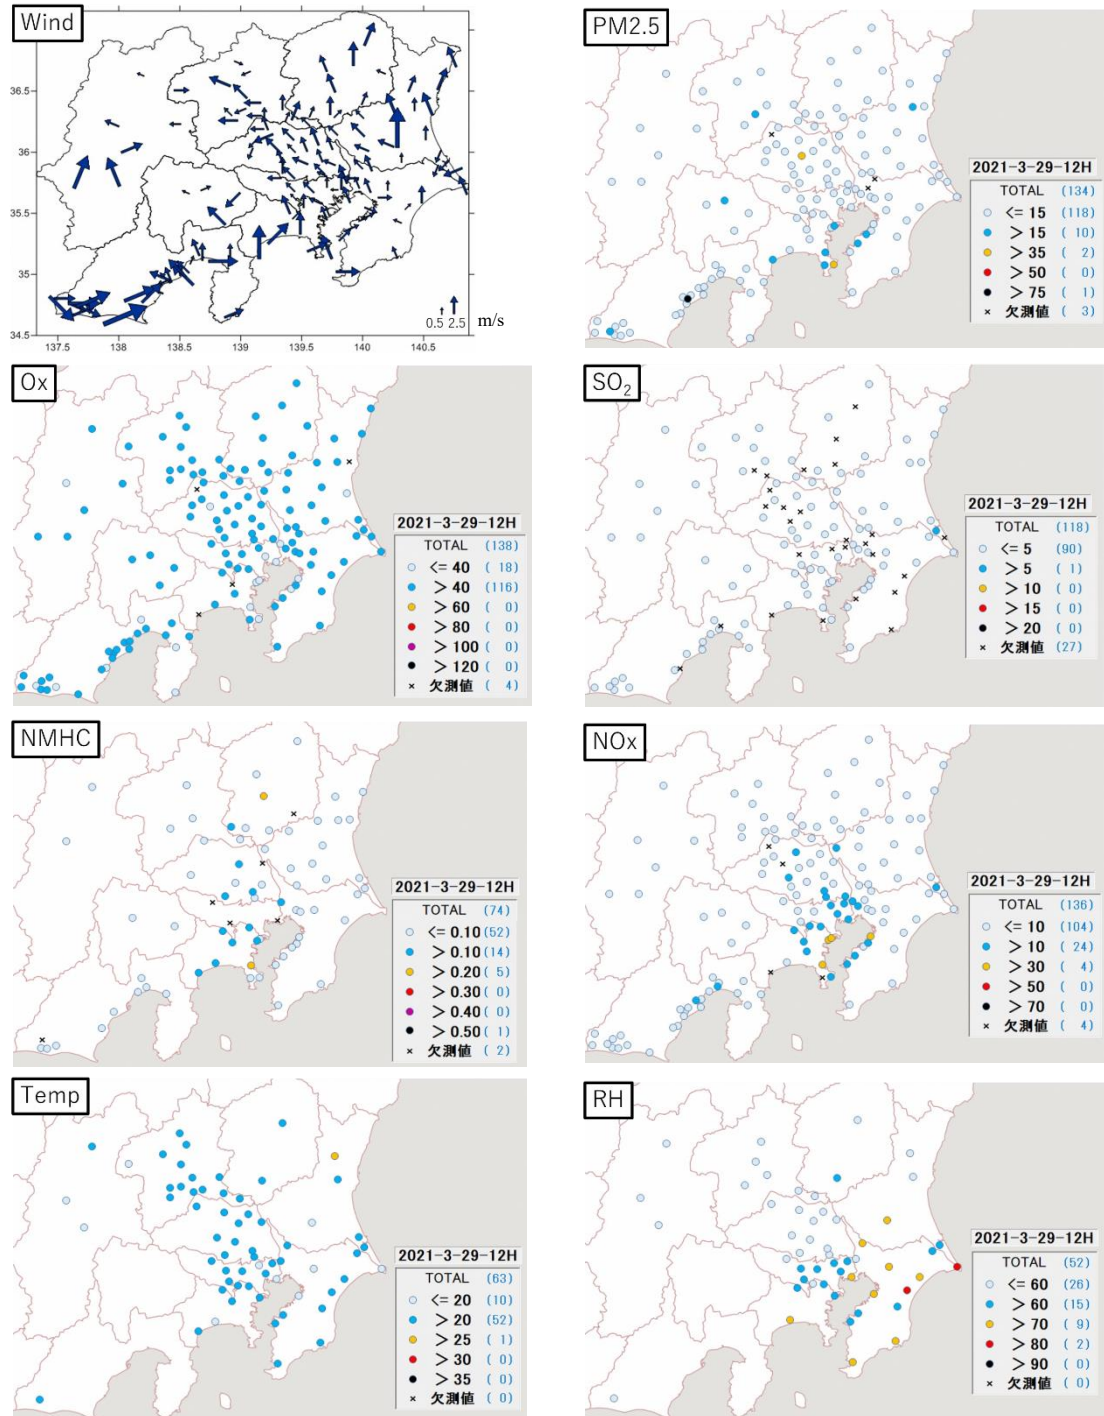 Wind
36.5
36
35.5
35
34.5
137.5 138 138.5 139 139.5 140 140.5
0.5 2.5 m/s
PM2.5
2021-3-29-12H
TOTAL (134)
<= 15 (118)
> 15 ( 10)
> 35 ( 2)
> 50 ( 0)
> 75 ( 1)
× 欠測値 ( 3)
Ox
2021-3-29-12H
TOTAL (138)
<= 40 ( 18)
> 40 (116)
> 60 ( 0)
> 80 ( 0)
> 100 ( 0)
> 120 ( 0)
× 欠測値 ( 4)
SO₂
2021-3-29-12H
TOTAL (118)
<= 5 (90)
> 5 ( 1)
> 10 ( 0)
> 15 ( 0)
> 20 ( 0)
× 欠測値 (27)
NMHC
2021-3-29-12H
TOTAL (74)
<= 0.10 (52)
> 0.10 (14)
> 0.20 ( 5)
> 0.30 ( 0)
> 0.40 ( 0)
> 0.50 ( 1)
× 欠測値 ( 2)
NOx
2021-3-29-12H
TOTAL (136)
<= 10 (104)
> 10 ( 24)
> 30 ( 4)
> 50 ( 0)
> 70 ( 0)
× 欠測値 ( 4)
Temp
2021-3-29-12H
TOTAL (63)
<= 20 (10)
> 20 (52)
> 25 ( 1)
> 30 ( 0)
> 35 ( 0)
× 欠測値 ( 0)
RH
2021-3-29-12H
TOTAL (52)
<= 60 (26)
> 60 (15)
> 70 ( 9)
> 80 ( 2)
> 90 ( 0)
× 欠測値 ( 0)